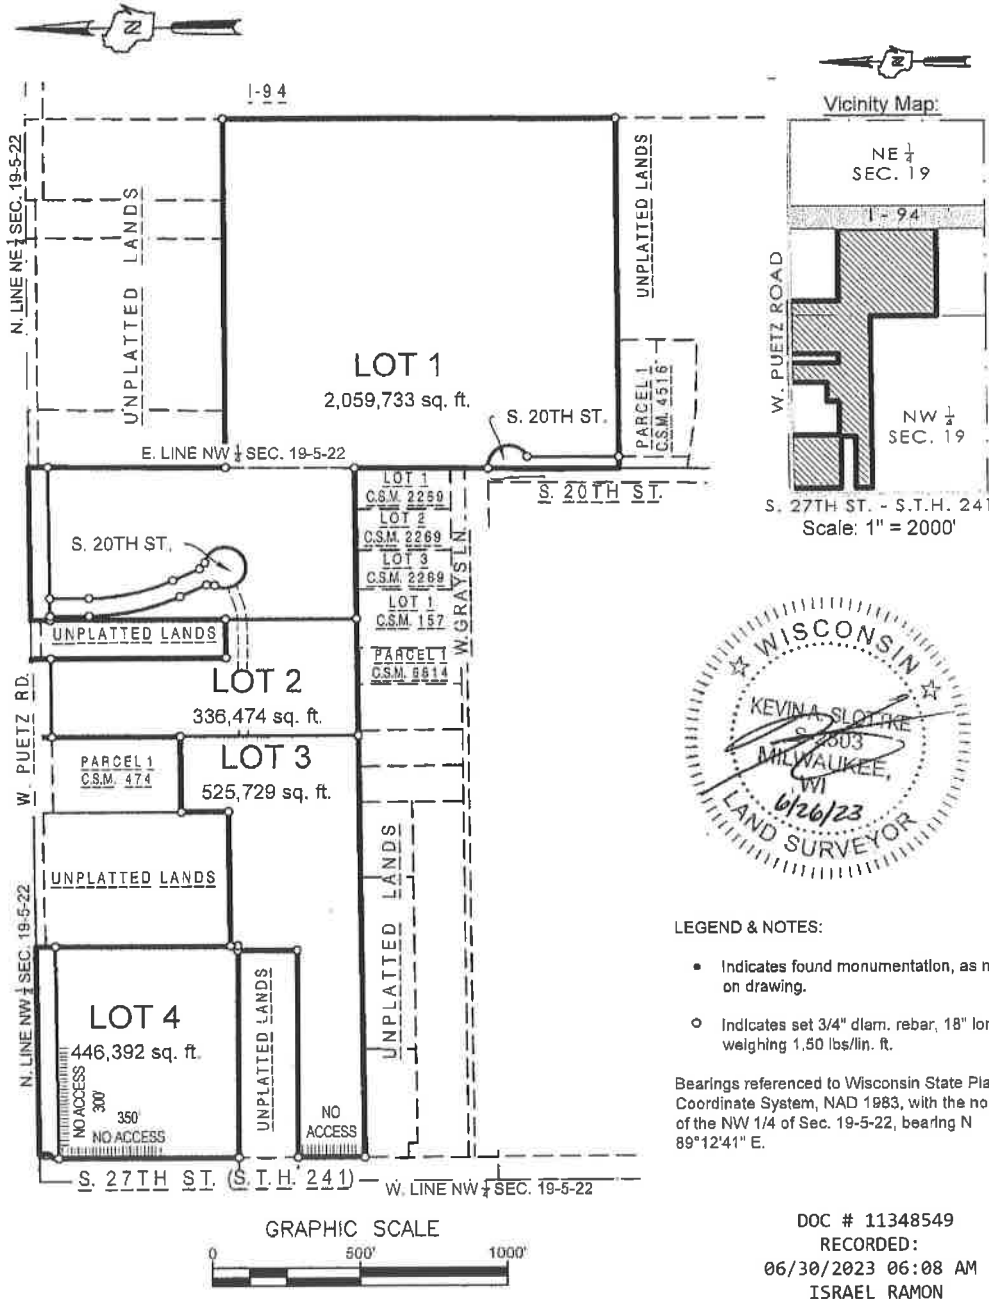 I-94
N
N
Vicinity Map:
NE 1/4
SEC. 19
I - 94
W. PUETZ ROAD
NW 1/4
SEC. 19
S. 27TH ST. - S.T.H. 241
Scale: 1" = 2000'
N. LINE NE 1/4 SEC. 19-5-22
UNPLATTED LANDS
UNPLATTED LANDS
UNPLATTED LANDS
LOT 1
2,059,733 sq. ft.
S. 20TH ST.
PARCEL 1
C.S.M. 4516
E. LINE NW 1/4 SEC. 19-5-22
S. 20TH ST.
LOT 1
C.S.M. 2269
LOT 2
C.S.M. 2269
LOT 3
C.S.M. 2269
LOT 1
C.S.M. 157
PARCEL 1
C.S.M. 6614
W. GRAYS LN.
S. 20TH ST.
UNPLATTED LANDS
LOT 2
336,474 sq. ft.
W. PUETZ RD.
PARCEL 1
C.S.M. 474
LOT 3
525,729 sq. ft.
UNPLATTED LANDS
UNPLATTED LANDS
N. LINE NW 1/4 SEC. 19-5-22
LOT 4
446,392 sq. ft.
NO ACCESS
300'
350'
NO ACCESS
UNPLATTED LANDS
NO
ACCESS
S. 27TH ST. (S.T.H. 241)
W. LINE NW 1/4 SEC. 19-5-22
GRAPHIC SCALE
0 500' 1000'
WISCONSIN
KEVIN A. SLOTTKE
S-2503
MILWAUKEE,
WI
6/26/23
LAND SURVEYOR
LEGEND & NOTES:
• Indicates found monumentation, as n
on drawing.
○ Indicates set 3/4" diam. rebar, 18" lon
weighing 1.50 lbs/lin. ft.
Bearings referenced to Wisconsin State Pla
Coordinate System, NAD 1983, with the no
of the NW 1/4 of Sec. 19-5-22, bearing N
89°12'41" E.
DOC # 11348549
RECORDED:
06/30/2023 06:08 AM
ISRAEL RAMON